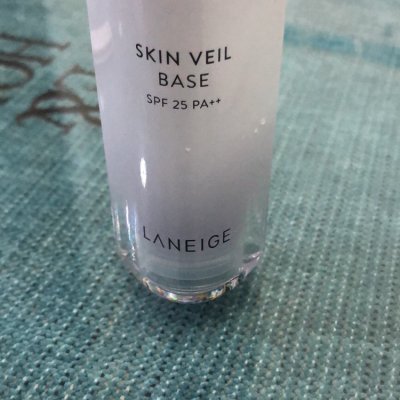 SKIN VEIL
BASE
SPF 25 PA++
LANEIGE